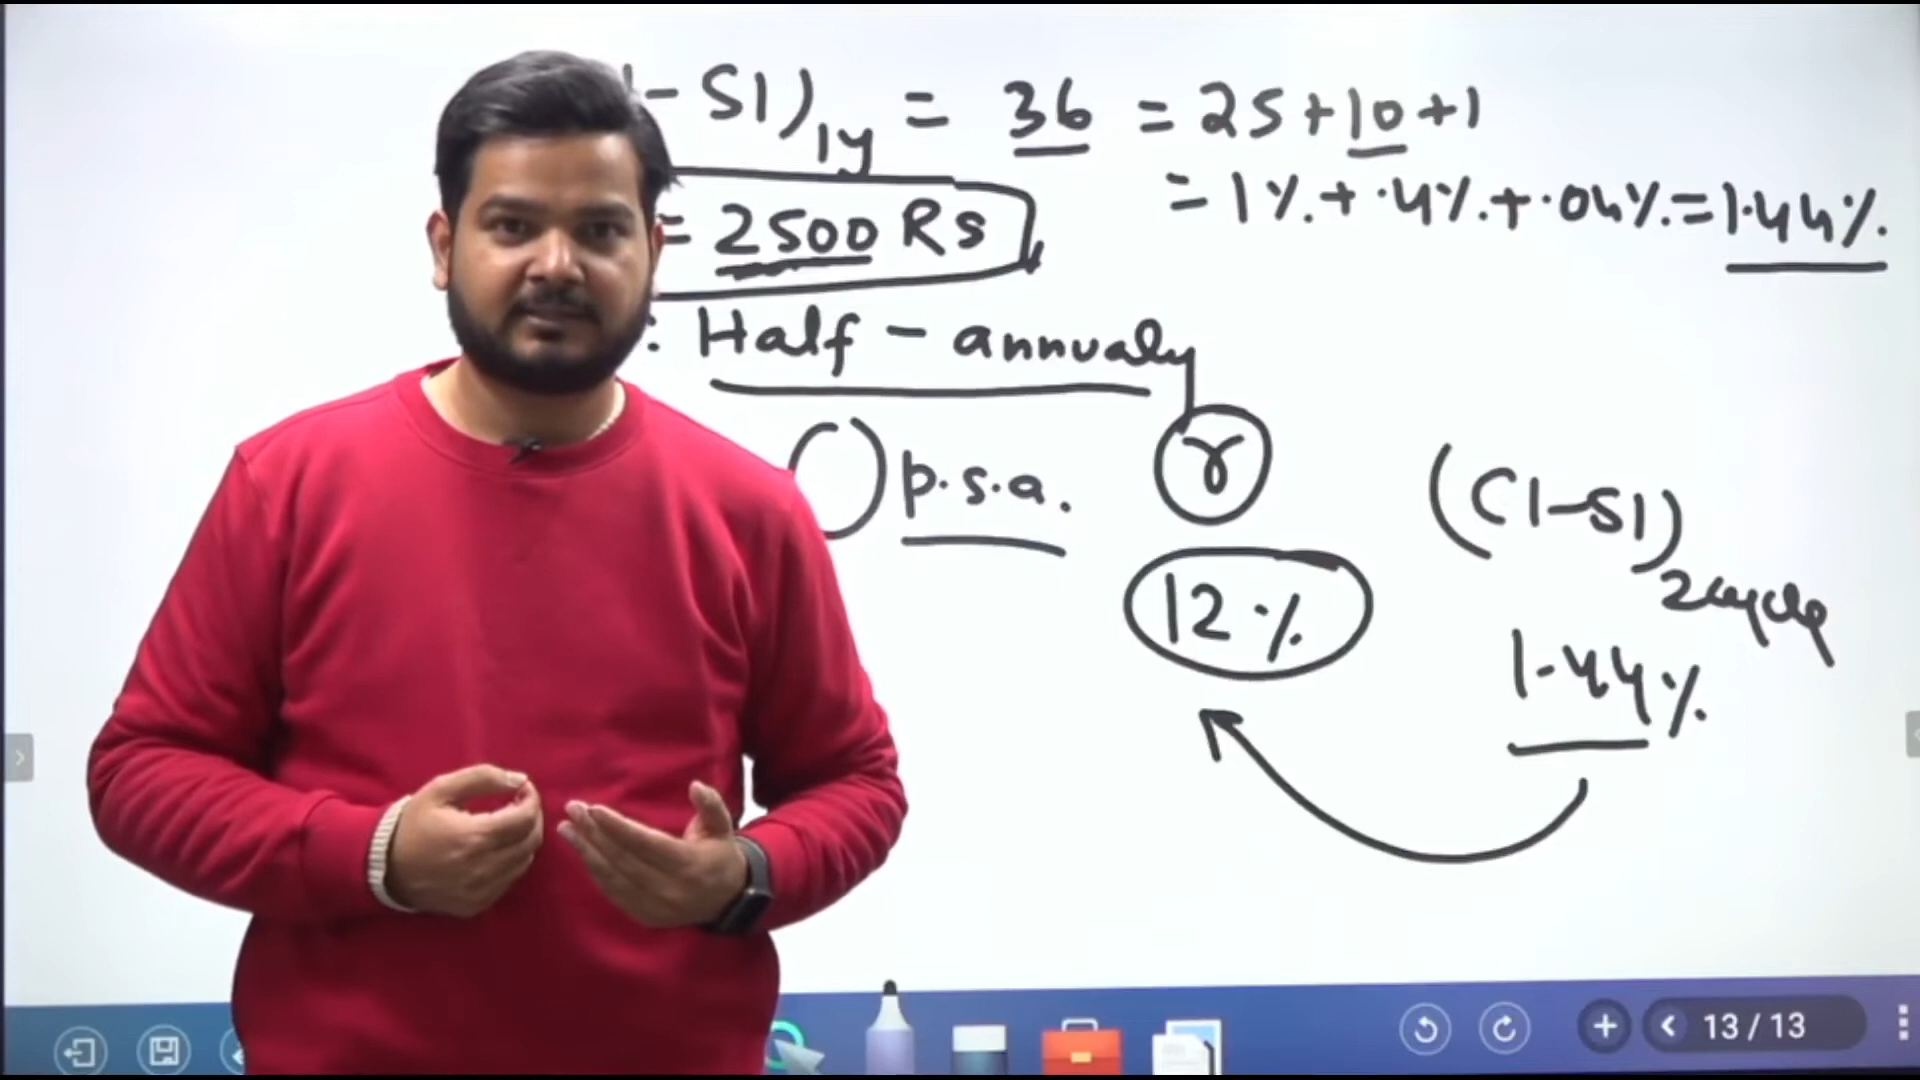 - SI)1y = 36 = 25 + 10 + 1
= 1% + .4% + .04% = 1.44%.
= 2500 Rs
: Half - annualy
p.s.a. r (CI-SI)2cycle
12% 1.44%
13 / 13